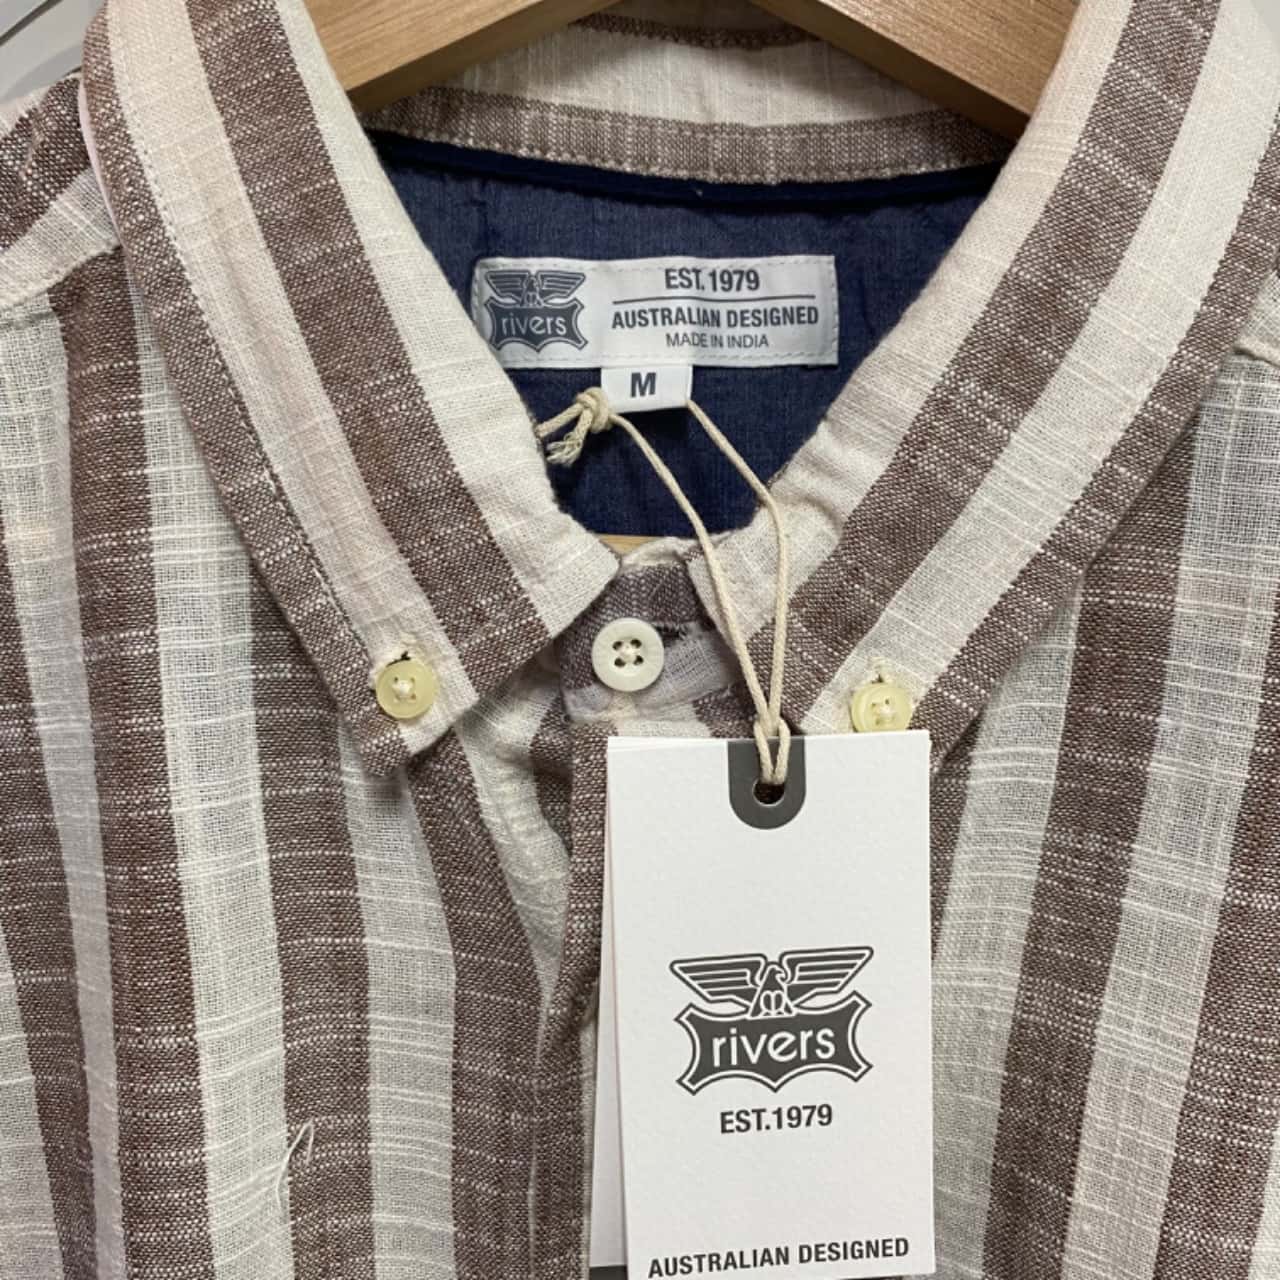 rivers
EST. 1979
AUSTRALIAN DESIGNED
MADE IN INDIA
M
rivers
EST.1979
AUSTRALIAN DESIGNED